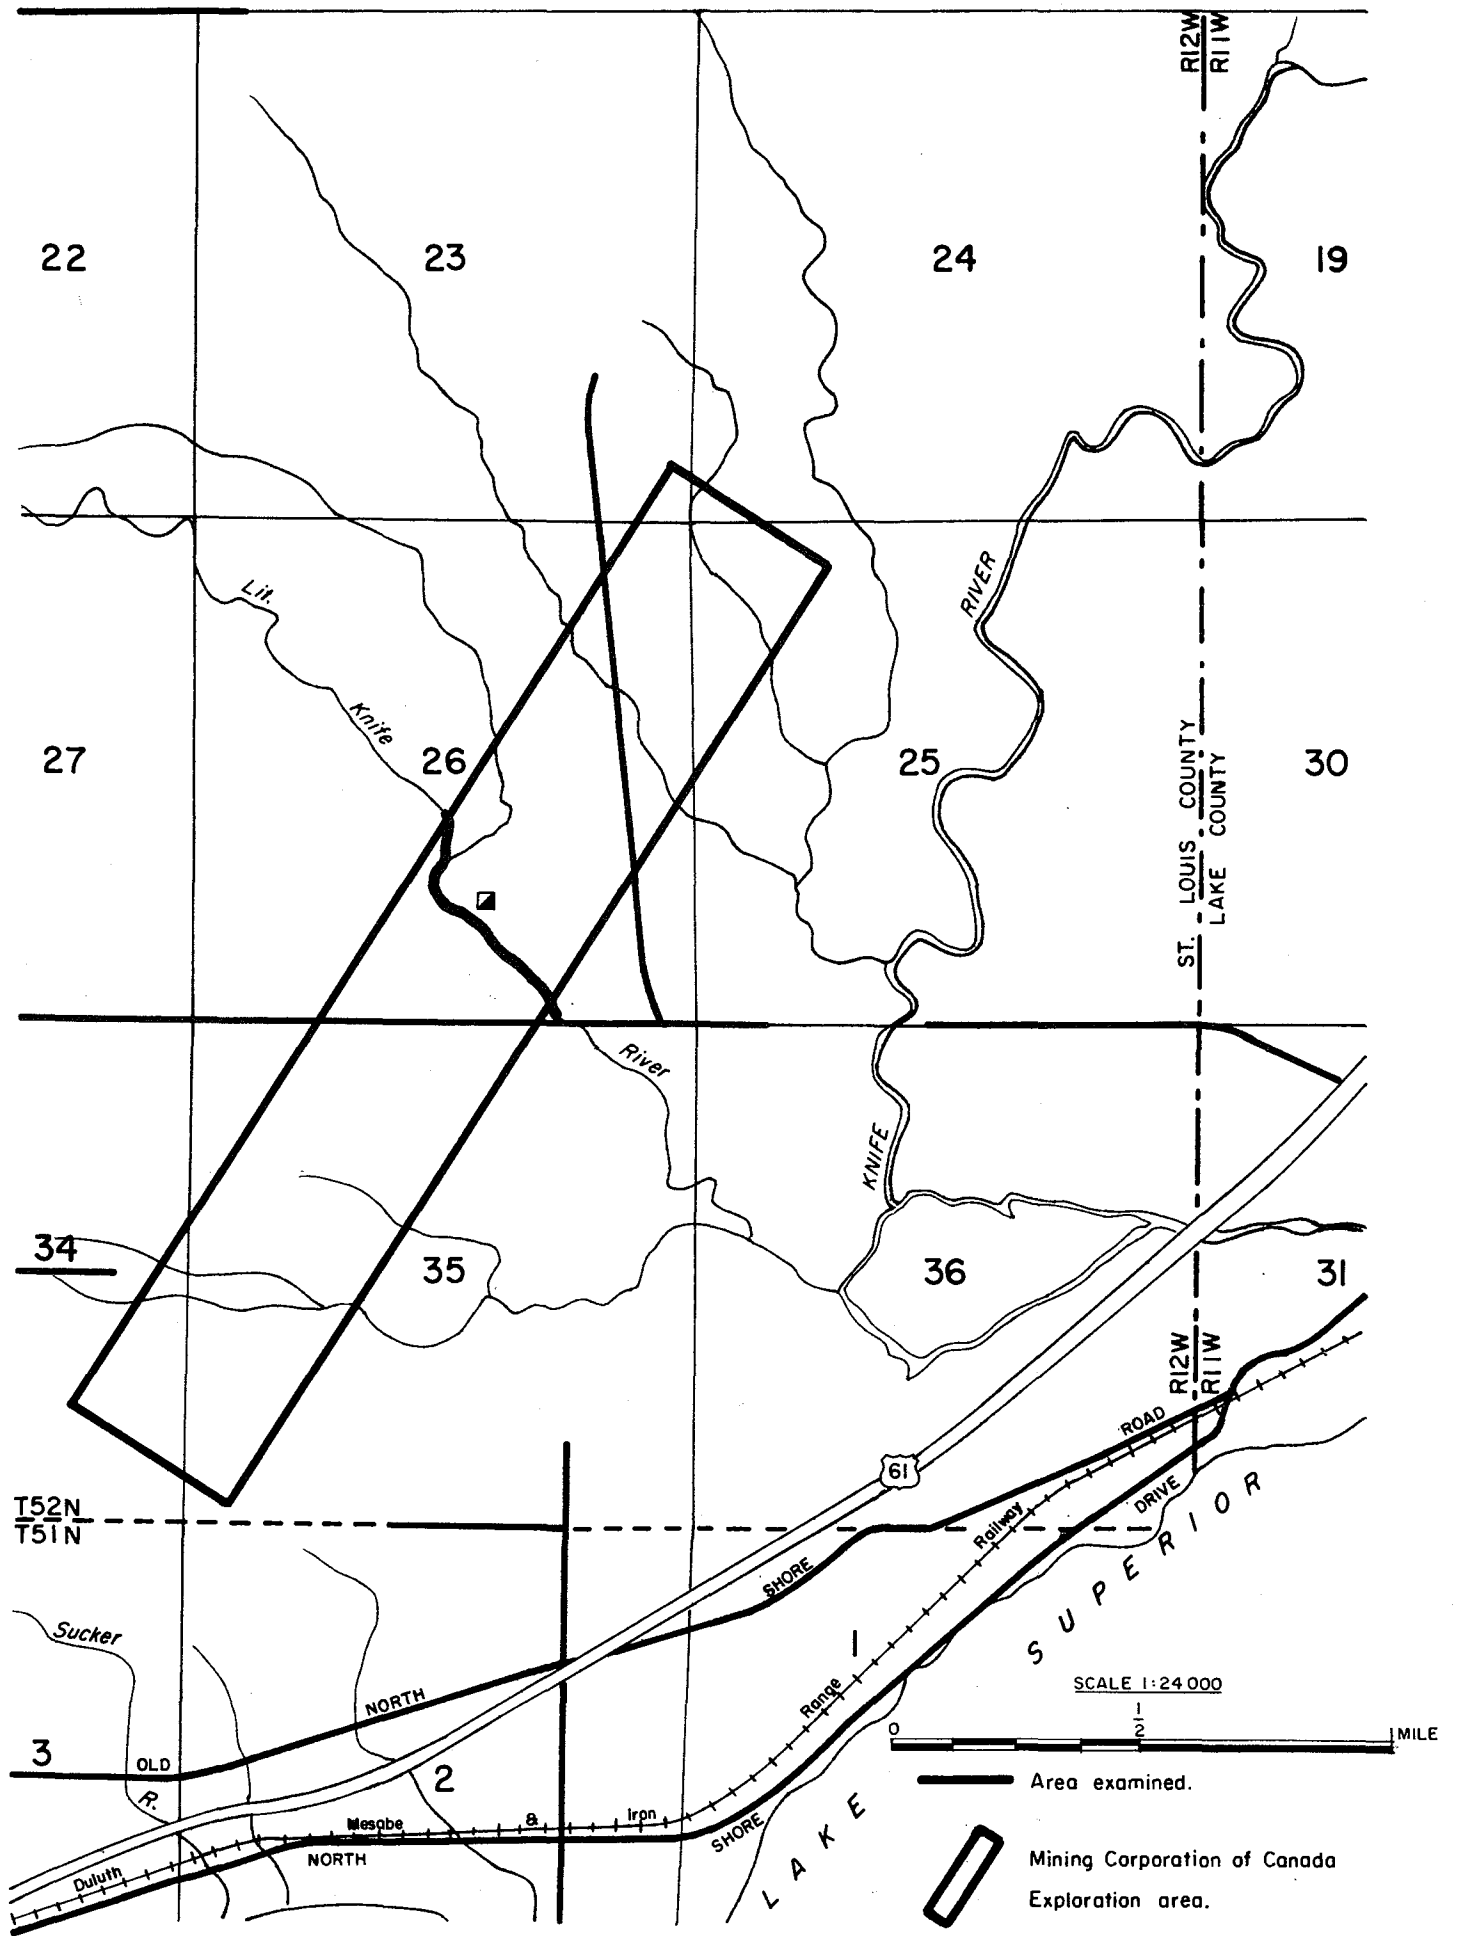 R12W
R11W
22
23
24
19
Lit.
Knife
RIVER
27
26
25
30
ST. LOUIS COUNTY
LAKE COUNTY
River
KNIFE
34
35
36
31
R12W
R11W
ROAD
61
DRIVE
T52N
T51N
Railway
SHORE
SUPERIOR
Sucker
1
Range
NORTH
SCALE 1:24 000
0
1/2
1 MILE
3
OLD
2
R.
Area examined.
Mesabe & Iron
SHORE
LAKE
NORTH
Duluth
Mining Corporation of Canada
Exploration area.